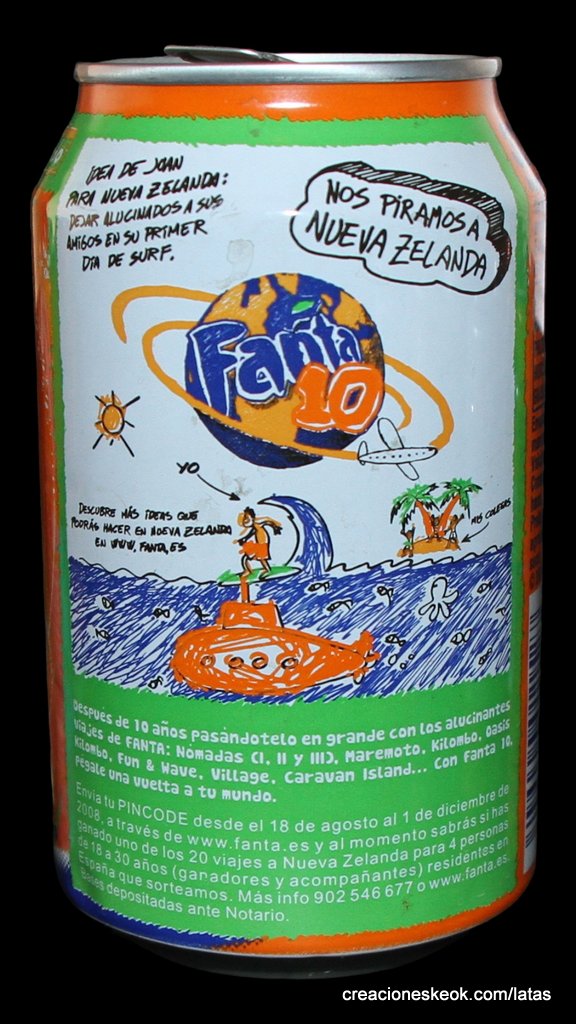 IDEA DE JOAN
PARA NUEVA ZELANDA:
DEJAR ALUCINADOS A SUS
AMIGOS EN SU PRIMER
DIA DE SURF.
NOS PIRAMOS A
NUEVA ZELANDA
Fanta
10
YO
DESCUBRE MÁS IDEAS QUE
PODRÁS HACER EN NUEVA ZELANDA
EN WWW.FANTA.ES
MIS COLEGAS
Después de 10 años pasándotelo en grande con los alucinantes
viajes de FANTA: Nómadas (I, II y III), Maremoto, Kilombo, Oasis
Kilombo, Fun & Wave, Village, Caravan Island... Con Fanta 10,
pégale una vuelta a tu mundo.
Envía tu PINCODE desde el 18 de agosto al 1 de diciembre de
2008, a través de www.fanta.es y al momento sabrás si has
ganado uno de los 20 viajes a Nueva Zelanda para 4 personas
de 18 a 30 años (ganadores y acompañantes) residentes en
España que sorteamos. Más info 902 546 677 o www.fanta.es.
Bases depositadas ante Notario.
creacioneskeok.com/latas